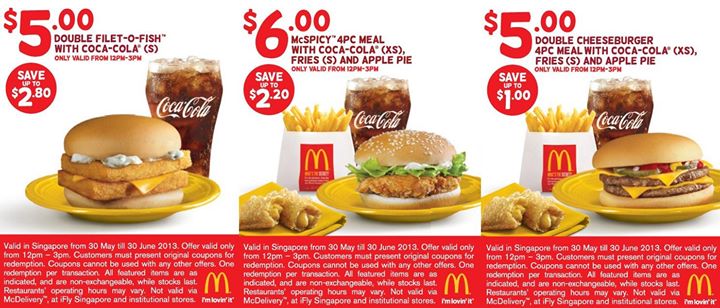 $5.00
DOUBLE FILET-O-FISH™
WITH COCA-COLA® (S)
ONLY VALID FROM 12PM-3PM
SAVE
UP TO
$2.80
Coca-Cola
Valid in Singapore from 30 May till 30 June 2013. Offer valid only
from 12pm – 3pm. Customers must present original coupons for
redemption. Coupons cannot be used with any other offers. One
redemption per transaction. All featured items are as
indicated, and are non-exchangeable, while stocks last.
Restaurants' operating hours may vary. Not valid via
McDelivery™, at iFly Singapore and institutional stores.
i'm lovin' it®
$6.00
McSPICY™ 4PC MEAL
WITH COCA-COLA® (XS),
FRIES (S) AND APPLE PIE
ONLY VALID FROM 12PM-3PM
SAVE
UP TO
$2.20
Coca-Cola
Valid in Singapore from 30 May till 30 June 2013. Offer valid only
from 12pm – 3pm. Customers must present original coupons for
redemption. Coupons cannot be used with any other offers. One
redemption per transaction. All featured items are as
indicated, and are non-exchangeable, while stocks last.
Restaurants' operating hours may vary. Not valid via
McDelivery™, at iFly Singapore and institutional stores.
i'm lovin' it®
$5.00
DOUBLE CHEESEBURGER
4PC MEAL WITH COCA-COLA® (XS),
FRIES (S) AND APPLE PIE
ONLY VALID FROM 12PM-3PM
SAVE
UP TO
$1.00
Coca-Cola
Valid in Singapore from 30 May till 30 June 2013. Offer valid only
from 12pm – 3pm. Customers must present original coupons for
redemption. Coupons cannot be used with any other offers. One
redemption per transaction. All featured items are as
indicated, and are non-exchangeable, while stocks last.
Restaurants' operating hours may vary. Not valid via
McDelivery™, at iFly Singapore and institutional stores.
i'm lovin' it®